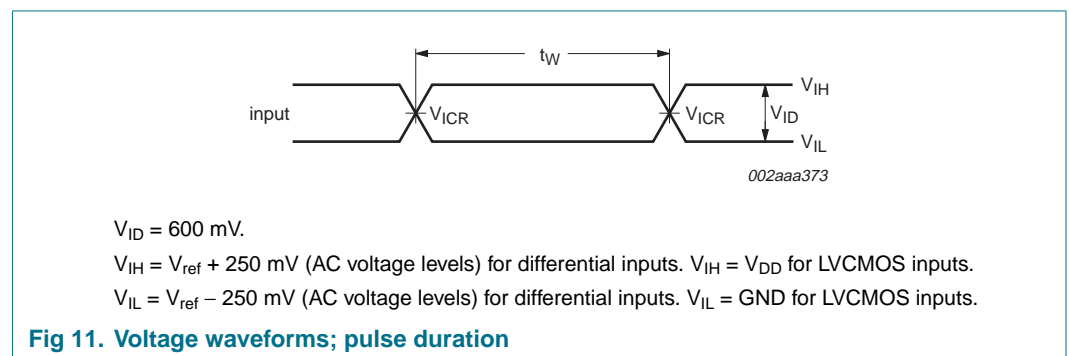 tW
VIH
input
VICR
VICR
VID
VIL
002aaa373
VID = 600 mV.
VIH = Vref + 250 mV (AC voltage levels) for differential inputs. VIH = VDD for LVCMOS inputs.
VIL = Vref − 250 mV (AC voltage levels) for differential inputs. VIL = GND for LVCMOS inputs.
Fig 11. Voltage waveforms; pulse duration